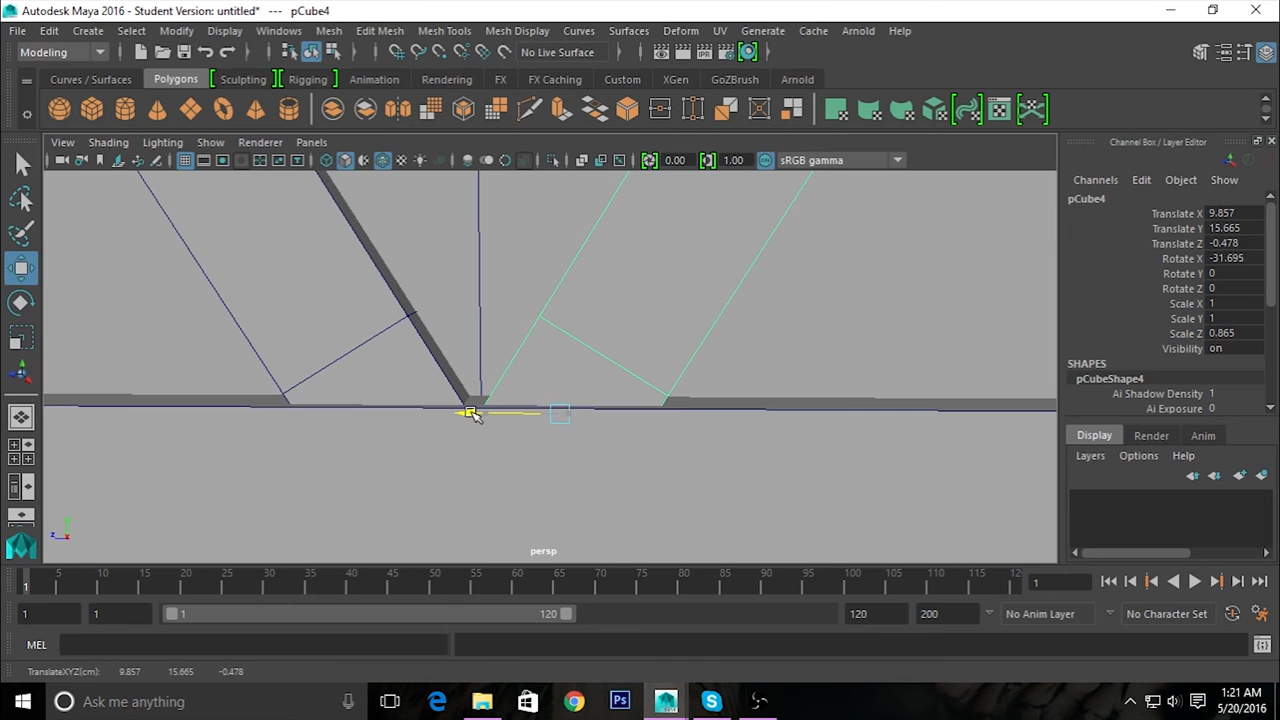 Autodesk Maya 2016 - Student Version: untitled* --- pCube4
File Edit Create Select Modify Display Windows Mesh Edit Mesh Mesh Tools Mesh Display Curves Surfaces Deform UV Generate Cache Arnold Help
Modeling No Live Surface
Curves / Surfaces Polygons Sculpting Rigging Animation Rendering FX FX Caching Custom XGen GoZBrush Arnold
View Shading Lighting Show Renderer Panels
0.00 1.00 sRGB gamma
persp
Channel Box / Layer Editor
Channels Edit Object Show
pCube4
Translate X 9.857
Translate Y 15.665
Translate Z -0.478
Rotate X -31.695
Rotate Y 0
Rotate Z 0
Scale X 1
Scale Y 1
Scale Z 0.865
Visibility on
SHAPES
pCubeShape4
Ai Shadow Density 1
Ai Exposure 0
Display Render Anim
Layers Options Help
1 5 10 15 20 25 30 35 40 45 50 55 60 65 70 75 80 85 90 95 100 105 110 115 12 1
1 1 1 120 120 200 No Anim Layer No Character Set
MEL
TranslateXYZ(cm): 9.857 15.665 -0.478
Ask me anything
1:21 AM
5/20/2016